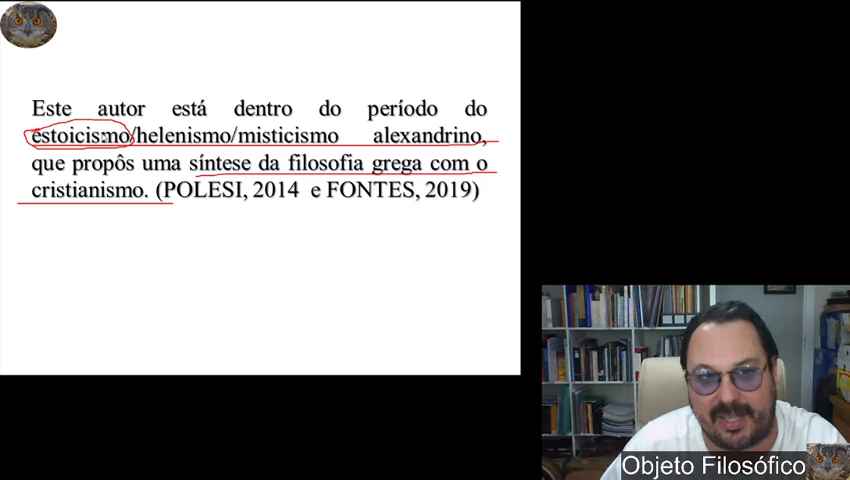 Este autor está dentro do período do
estoicismo/helenismo/misticismo alexandrino,
que propôs uma síntese da filosofia grega com o
cristianismo. (POLESI, 2014 e FONTES, 2019)
Objeto Filosófico